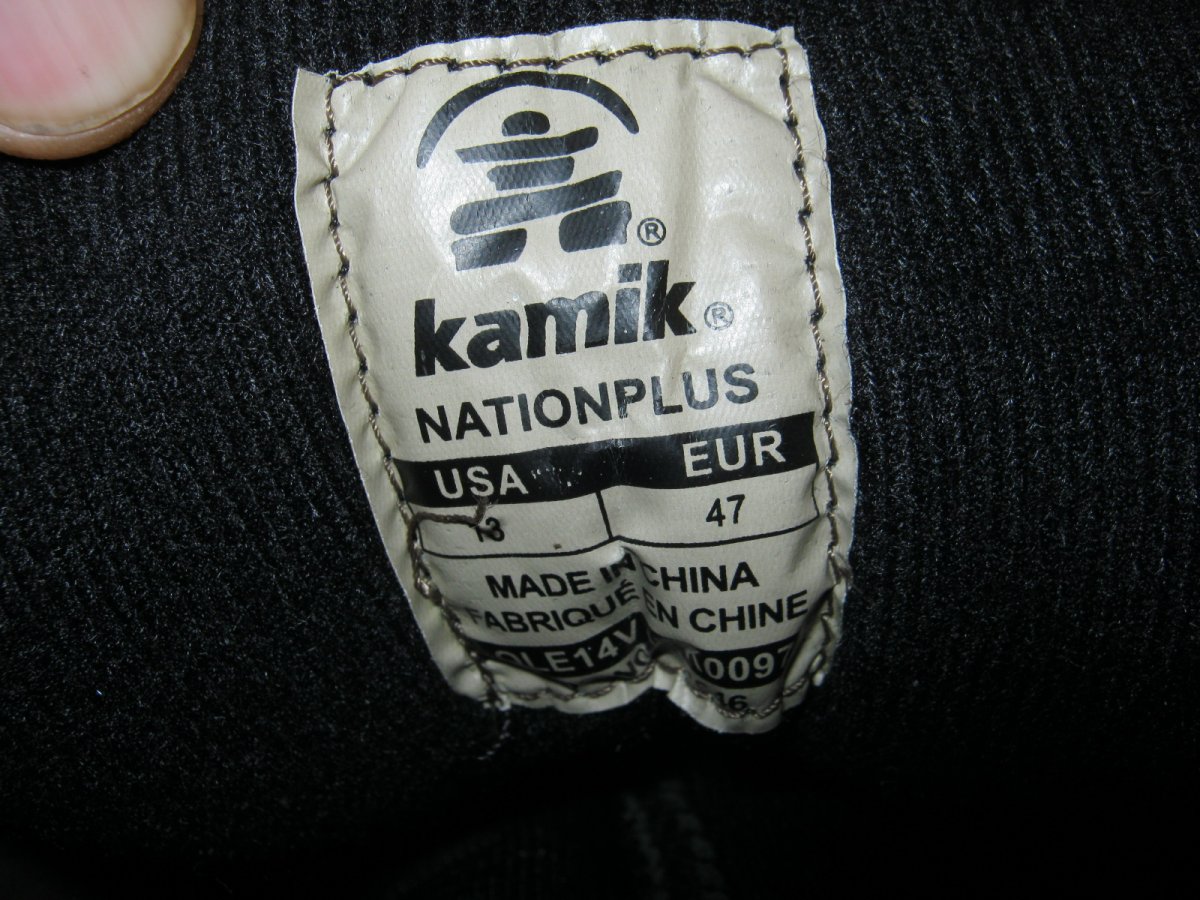 ®
kamik®
NATIONPLUS
USA EUR
13 47
MADE IN CHINA
FABRIQUÉ EN CHINE